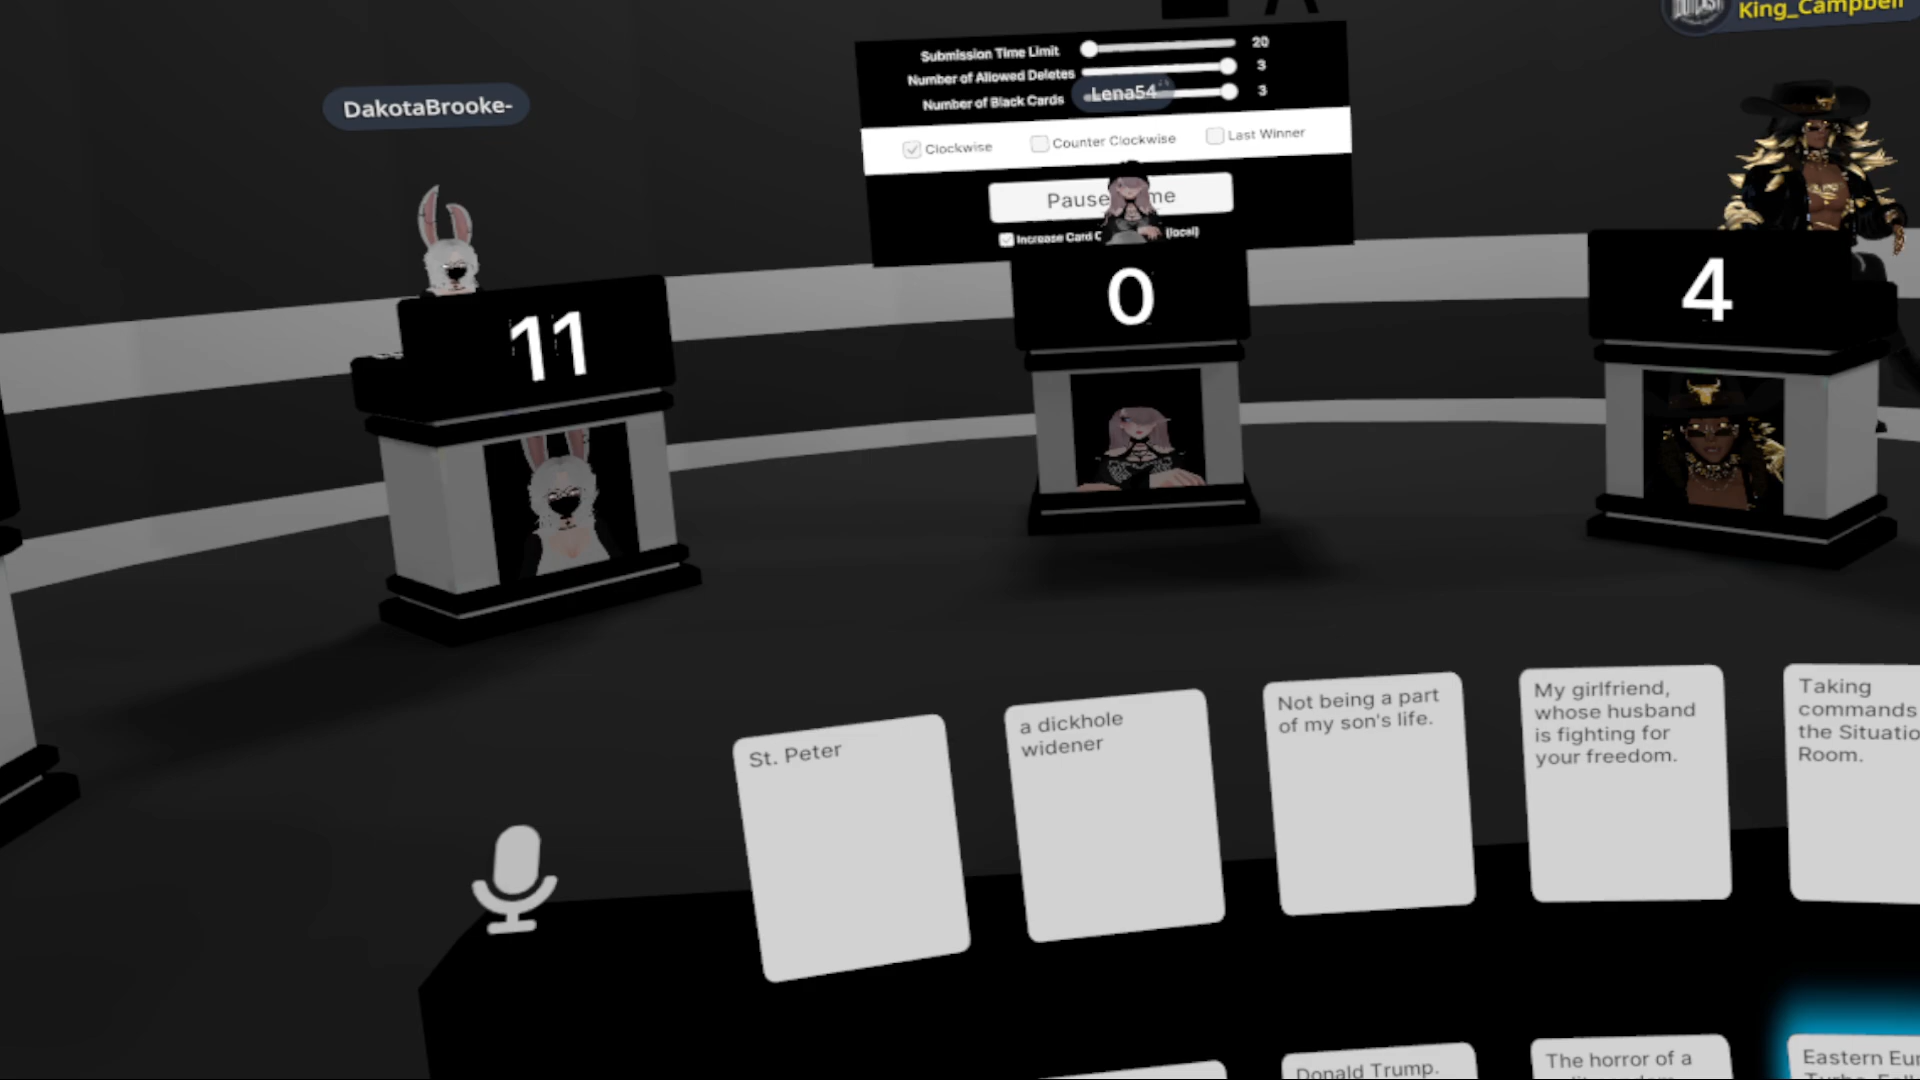 King_Campbell
Submission Time Limit 20
Number of Allowed Deletes 3
Number of Black Cards 3
Lena54
DakotaBrooke-
Clockwise
Counter Clockwise
Last Winner
Pause
me
Increase Card
(local)
11
0
4
St. Peter
a dickhole
widener
Not being a part
of my son's life.
My girlfriend,
whose husband
is fighting for
your freedom.
Taking
commands
the Situatio
Room.
Donald Trump.
The horror of a
Eastern Eur